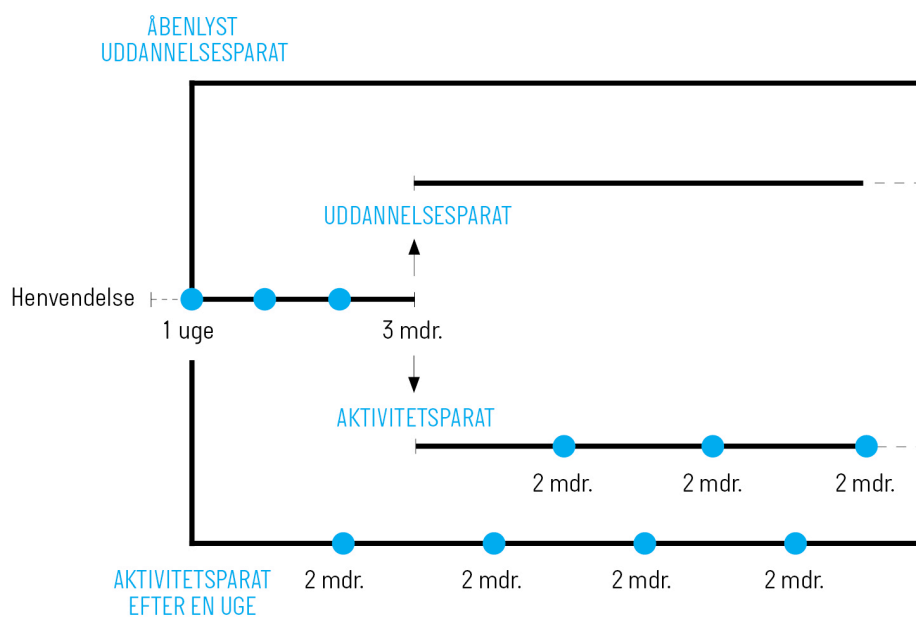 ÅBENLYST
UDDANNELSESPARAT
UDDANNELSESPARAT
Henvendelse
1 uge
3 mdr.
AKTIVITETSPARAT
2 mdr.
2 mdr.
2 mdr.
AKTIVITETSPARAT
EFTER EN UGE
2 mdr.
2 mdr.
2 mdr.
2 mdr.